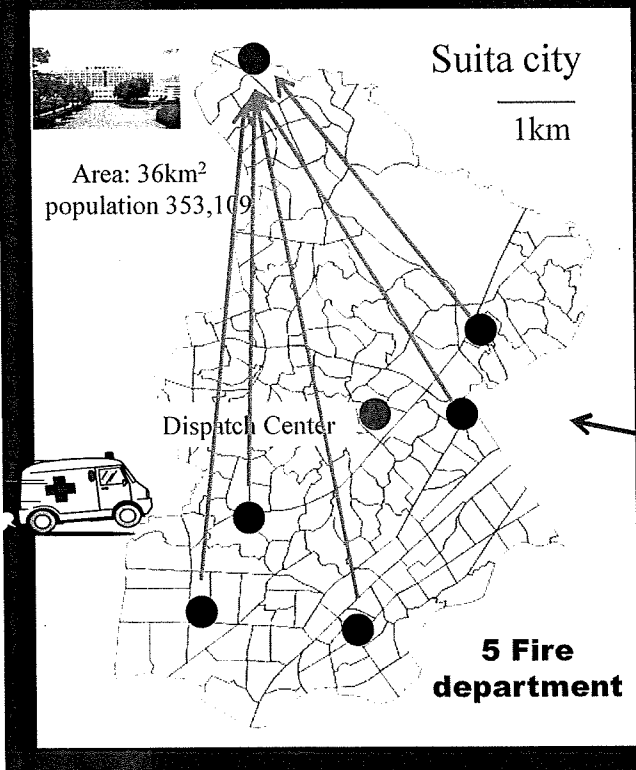 Suita city
1km
Area: 36km²
population 353,109
Dispatch Center
5 Fire
department